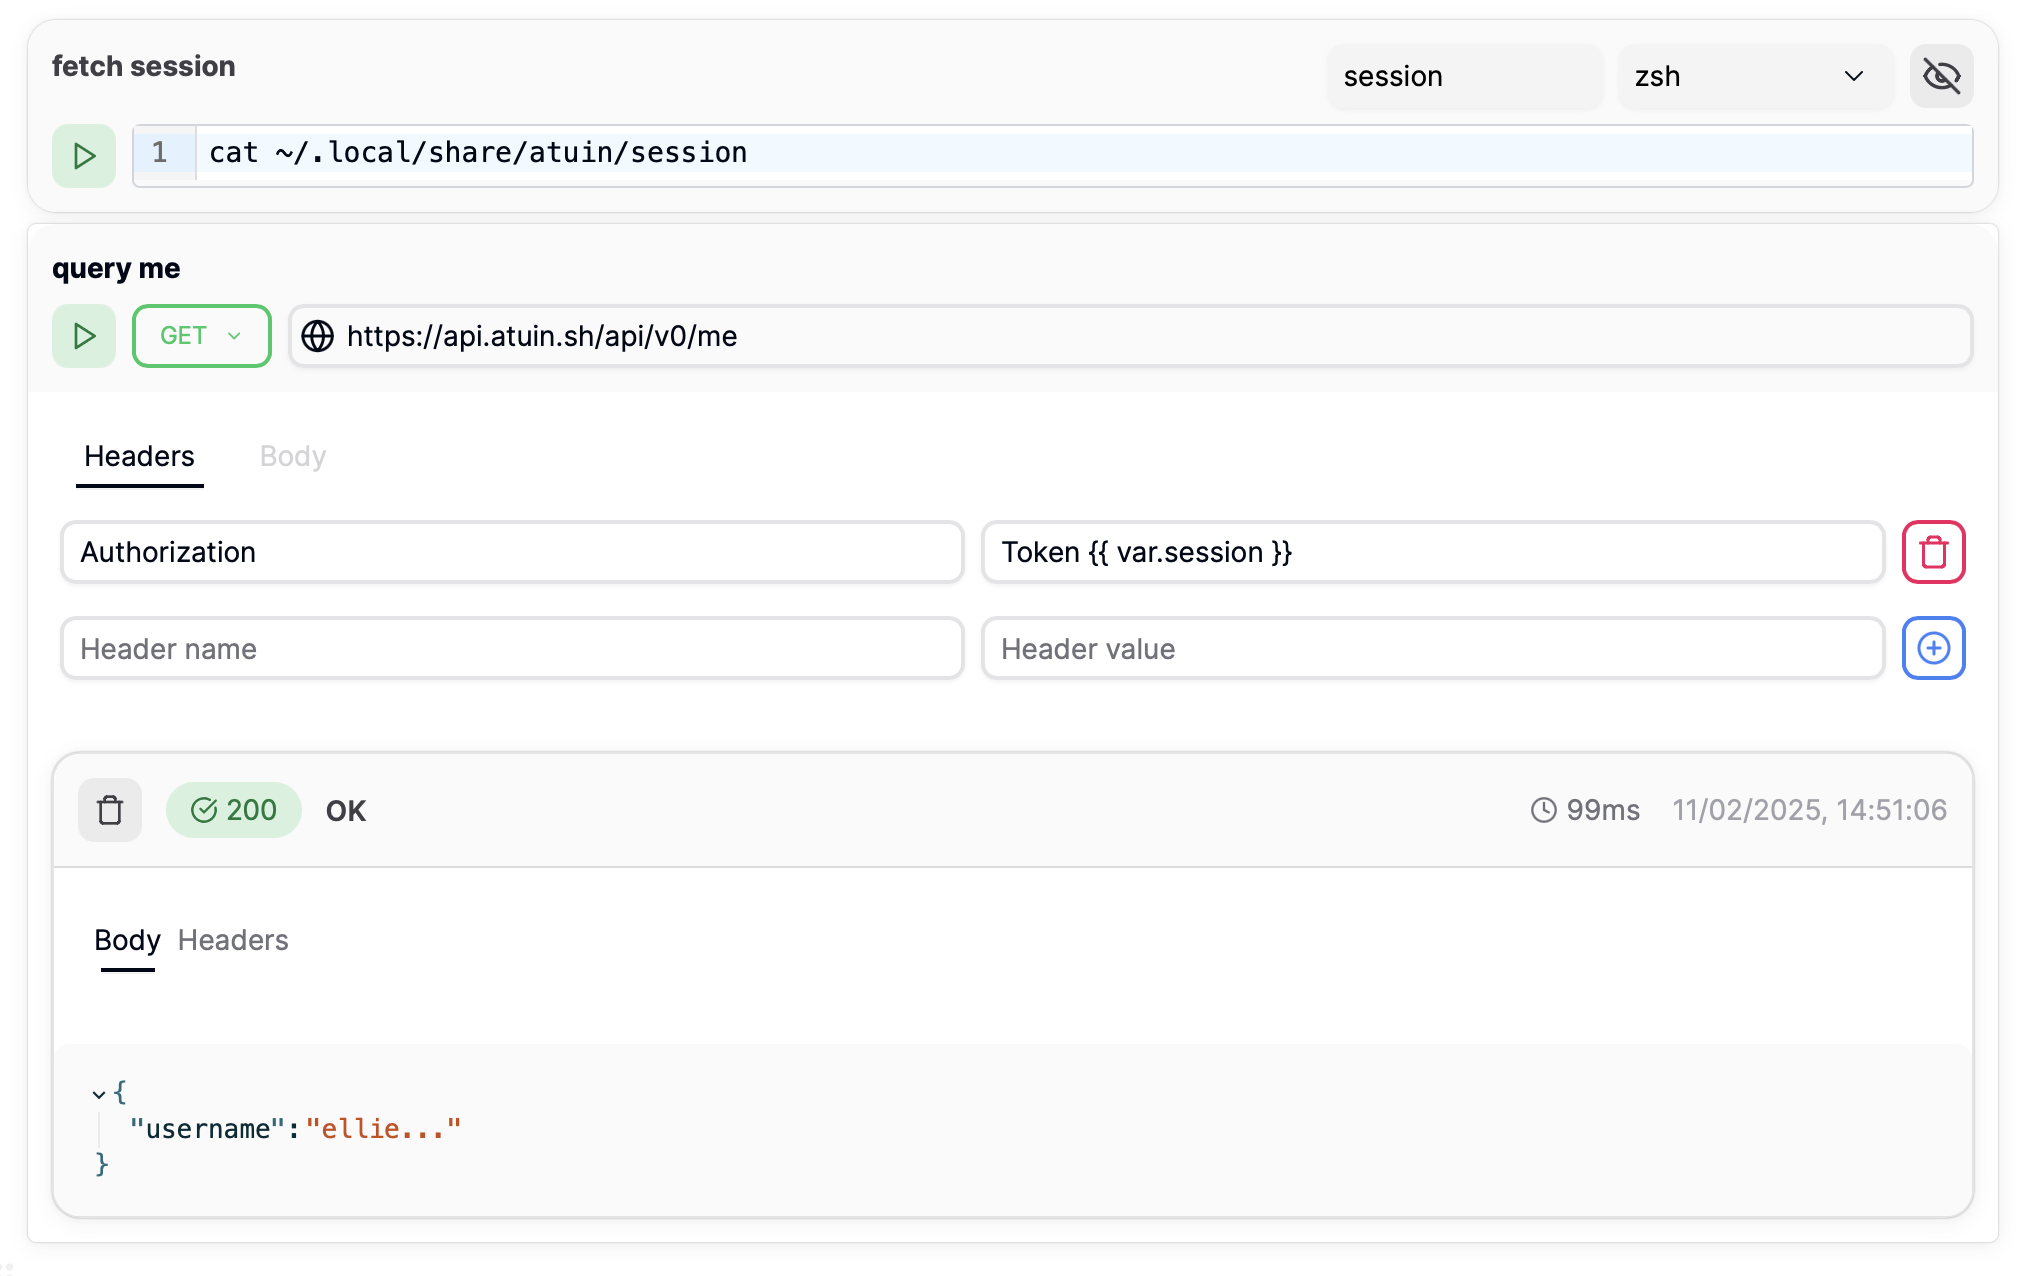 fetch session
session
zsh
1 cat ~/.local/share/atuin/session
query me
GET
https://api.atuin.sh/api/v0/me
Headers Body
Authorization Token {{ var.session }}
Header name Header value
200 OK 99ms 11/02/2025, 14:51:06
Body Headers
{
"username":"ellie..."
}